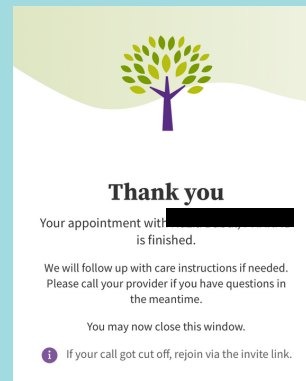 Thank you
Your appointment with
is finished.
We will follow up with care instructions if needed.
Please call your provider if you have questions in
the meantime.
You may now close this window.
If your call got cut off, rejoin via the invite link.